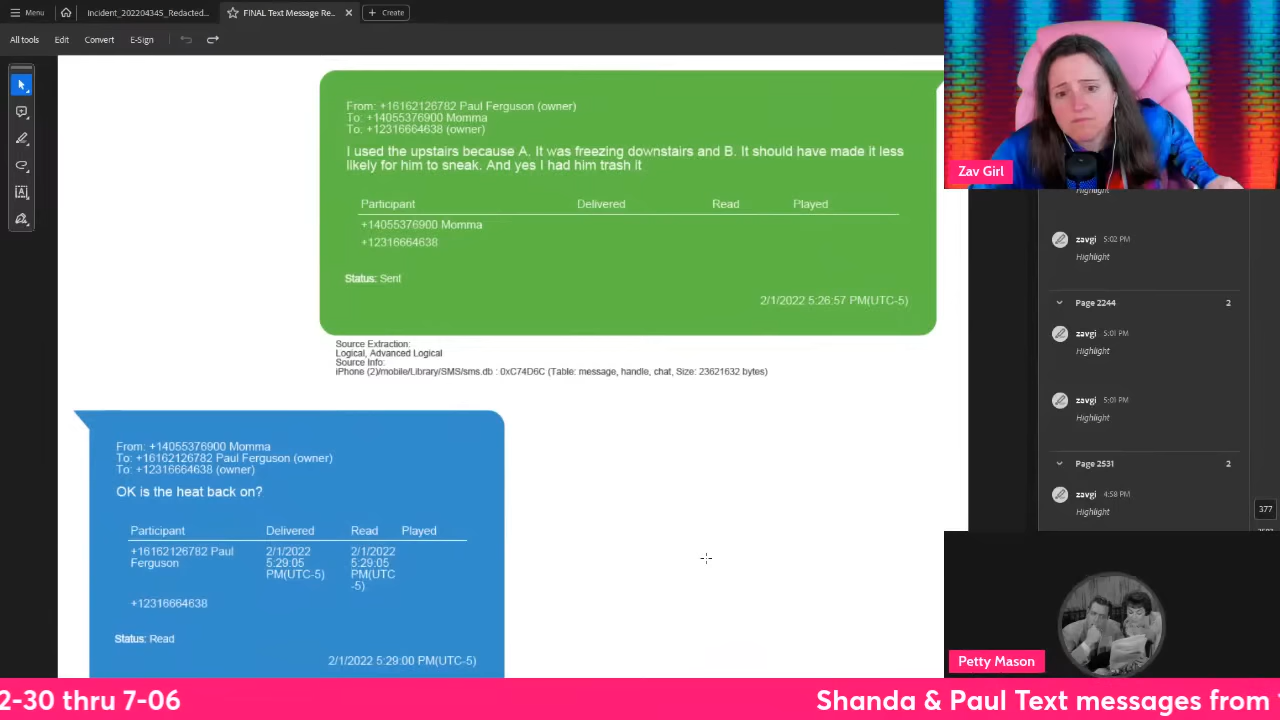 Menu
Incident_202204345_Redacted...
FINAL Text Message Re...
Create
All tools
Edit
Convert
E-Sign
From: +16162126782 Paul Ferguson (owner)
To: +14055376900 Momma
To: +12316664638 (owner)
I used the upstairs because A. It was freezing downstairs and B. It should have made it less
likely for him to sneak. And yes I had him trash it
Participant Delivered Read Played
+14055376900 Momma
+12316664638
Status: Sent
2/1/2022 5:26:57 PM(UTC-5)
Source Extraction:
Logical, Advanced Logical
Source Info:
iPhone (2)/mobile/Library/SMS/sms.db : 0xC74D6C (Table: message, handle, chat, Size: 23621632 bytes)
From: +14055376900 Momma
To: +16162126782 Paul Ferguson (owner)
To: +12316664638 (owner)
OK is the heat back on?
Participant Delivered Read Played
+16162126782 Paul 2/1/2022 2/1/2022
Ferguson 5:29:05 5:29:05
PM(UTC-5) PM(UTC
-5)
+12316664638
Status: Read
2/1/2022 5:29:00 PM(UTC-5)
Zav Girl
Highlight
zavgi 5:02 PM
Highlight
Page 2244 2
zavgi 5:01 PM
Highlight
zavgi 5:01 PM
Highlight
Page 2531 2
zavgi 4:58 PM
Highlight
377
Petty Mason
2-30 thru 7-06
Shanda & Paul Text messages from